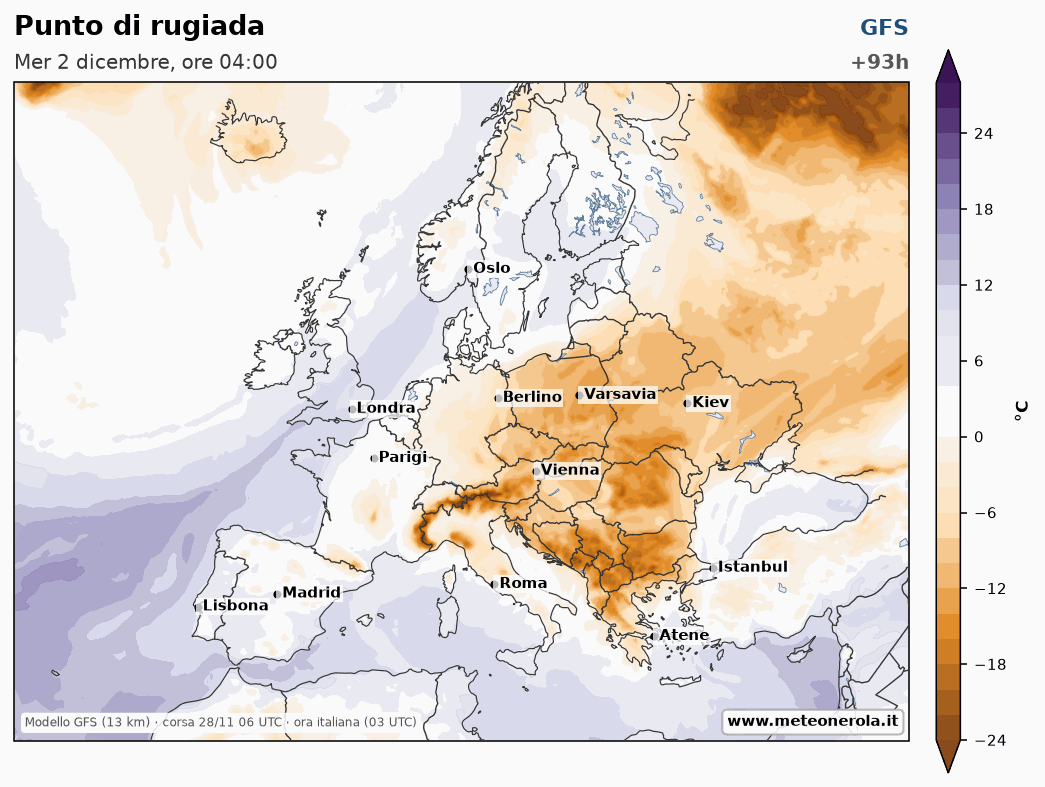 Punto di rugiada
GFS
Mer 2 dicembre, ore 04:00
+93h
Oslo
Londra
Berlino
Varsavia
Kiev
Parigi
Vienna
Istanbul
Madrid
Roma
Lisbona
Atene
24
18
12
6
0
−6
−12
−18
−24
°C
Modello GFS (13 km) · corsa 28/11 06 UTC · ora italiana (03 UTC)
www.meteonerola.it